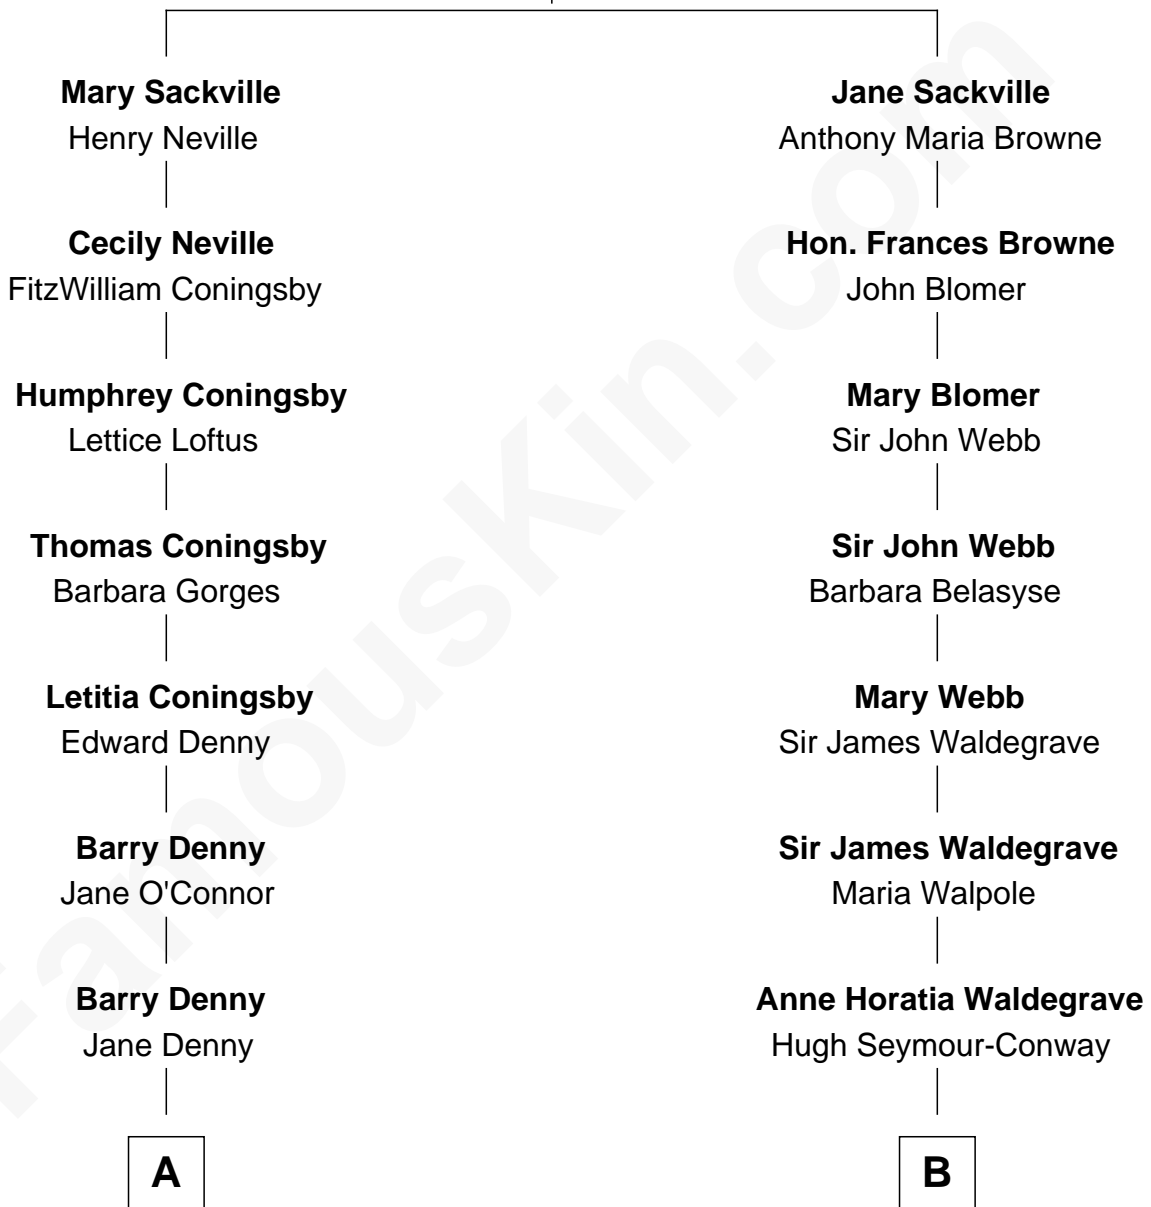 Mary Sackville
Henry Neville
Cecily Neville
FitzWilliam Coningsby
Humphrey Coningsby
Lettice Loftus
Thomas Coningsby
Barbara Gorges
Letitia Coningsby
Edward Denny
Barry Denny
Jane O'Connor
Barry Denny
Jane Denny
A
Jane Sackville
Anthony Maria Browne
Hon. Frances Browne
John Blomer
Mary Blomer
Sir John Webb
Sir John Webb
Barbara Belasyse
Mary Webb
Sir James Waldegrave
Sir James Waldegrave
Maria Walpole
Anne Horatia Waldegrave
Hugh Seymour-Conway
B
FamousKin.com